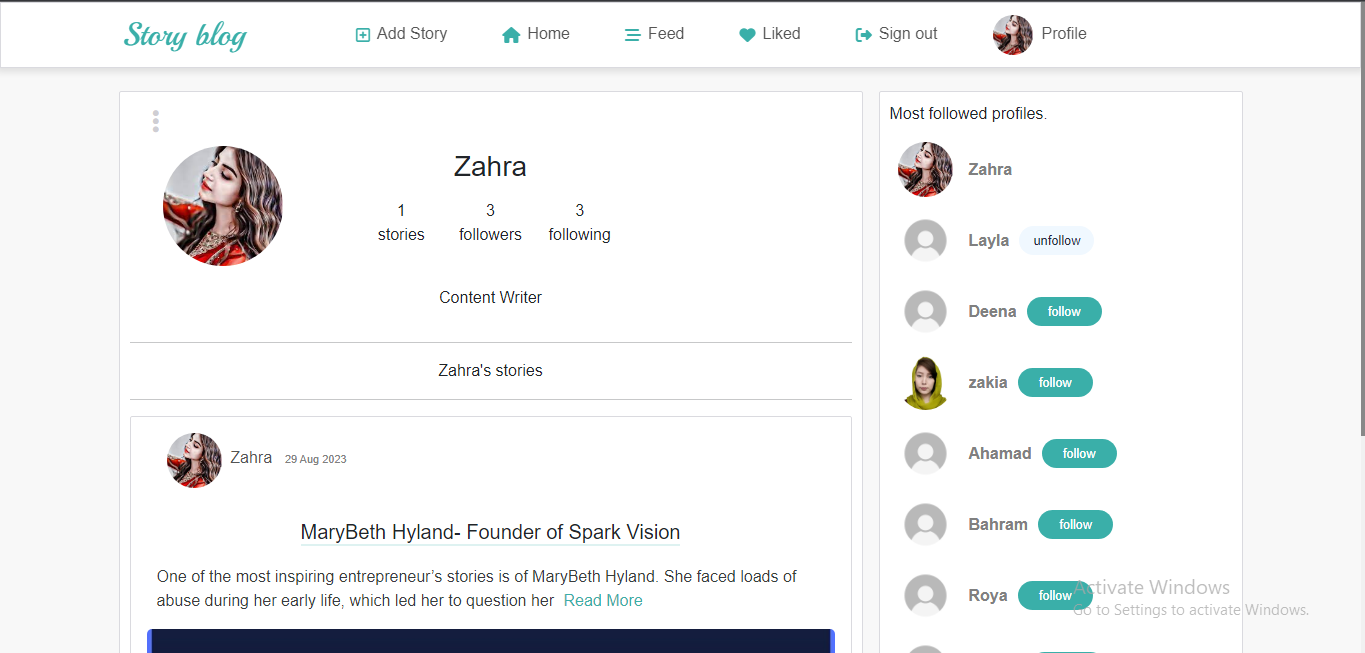 Story blog
Add Story
Home
Feed
Liked
Sign out
Profile
Zahra
1
stories
3
followers
3
following
Content Writer
Zahra's stories
Zahra 29 Aug 2023
MaryBeth Hyland- Founder of Spark Vision
One of the most inspiring entrepreneur’s stories is of MaryBeth Hyland. She faced loads of
abuse during her early life, which led her to question her Read More
Most followed profiles.
Zahra
Layla unfollow
Deena follow
zakia follow
Ahamad follow
Bahram follow
Roya follow
Activate Windows
Go to Settings to activate Windows.